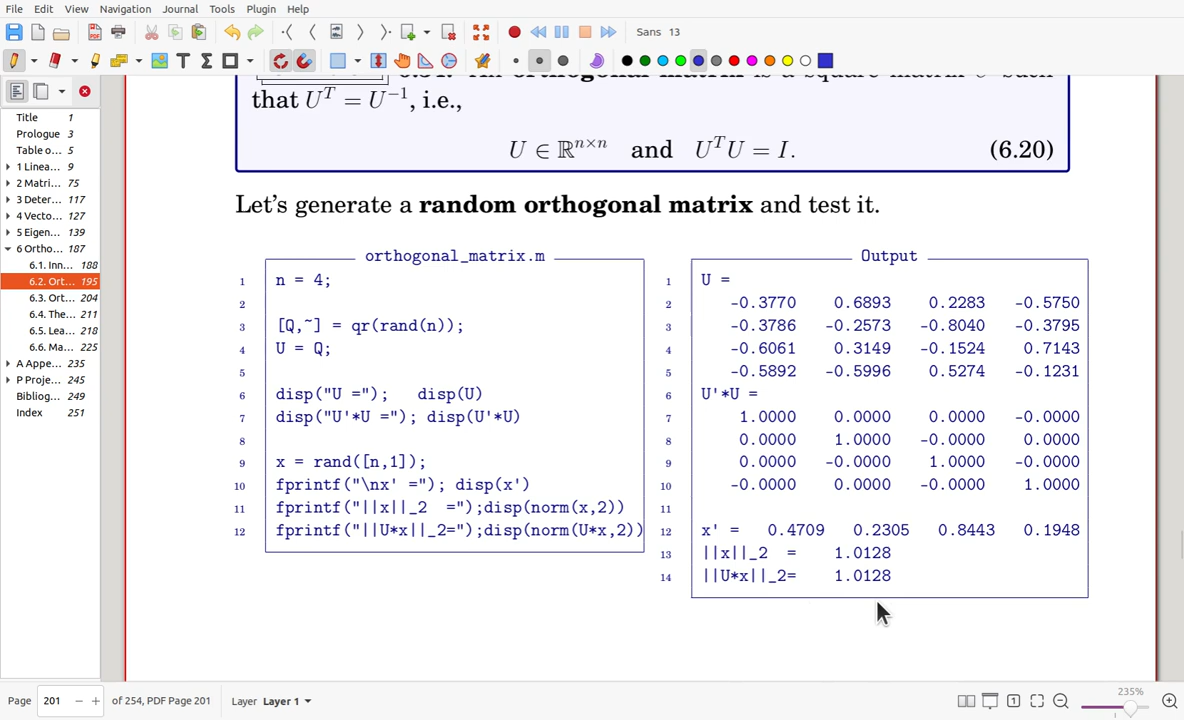 File Edit View Navigation Journal Tools Plugin Help
Sans 13
Title 1
Prologue 3
Table o... 5
1 Linea... 9
2 Matri... 75
3 Deter... 117
4 Vecto... 127
5 Eigen... 139
6 Ortho... 187
6.1. Inn... 188
6.2. Ort... 195
6.3. Ort... 204
6.4. The... 211
6.5. Lea... 218
6.6. Ma... 225
A Appe... 235
P Proje... 245
Bibliog... 249
Index 251
that U^T = U^{-1}, i.e.,
U ∈ ℝ^{n×n} and U^T U = I. (6.20)
Let's generate a random orthogonal matrix and test it.
orthogonal_matrix.m
1 n = 4;
2
3 [Q,~] = qr(rand(n));
4 U = Q;
5
6 disp("U ="); disp(U)
7 disp("U'*U ="); disp(U'*U)
8
9 x = rand([n,1]);
10 fprintf("\nx' ="); disp(x')
11 fprintf("||x||_2 =");disp(norm(x,2))
12 fprintf("||U*x||_2=");disp(norm(U*x,2))
Output
1 U =
2 -0.3770 0.6893 0.2283 -0.5750
3 -0.3786 -0.2573 -0.8040 -0.3795
4 -0.6061 0.3149 -0.1524 0.7143
5 -0.5892 -0.5996 0.5274 -0.1231
6 U'*U =
7 1.0000 0.0000 0.0000 -0.0000
8 0.0000 1.0000 -0.0000 0.0000
9 0.0000 -0.0000 1.0000 -0.0000
10 -0.0000 0.0000 -0.0000 1.0000
11
12 x' = 0.4709 0.2305 0.8443 0.1948
13 ||x||_2 = 1.0128
14 ||U*x||_2= 1.0128
Page 201 − + of 254, PDF Page 201 Layer Layer 1 235%